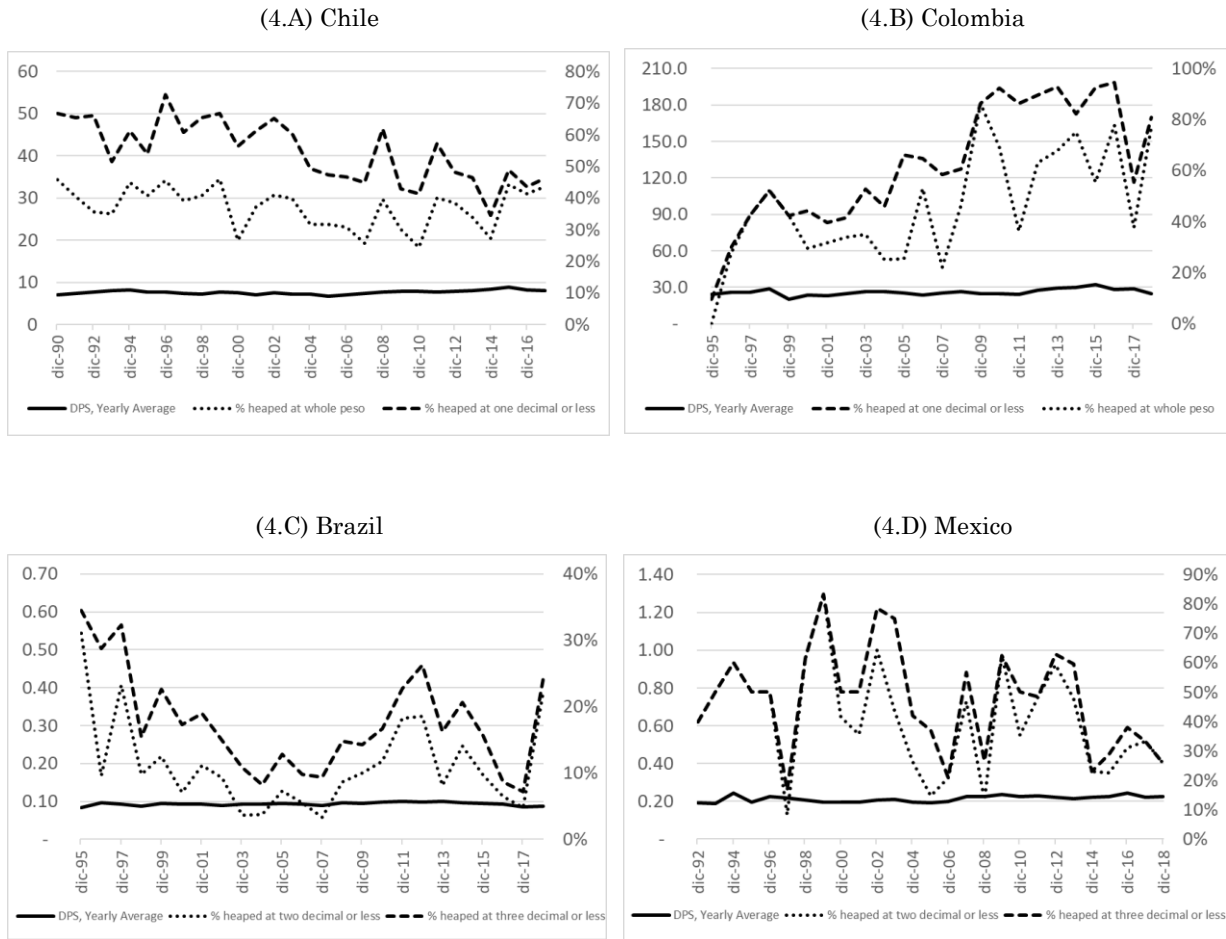 (4.A) Chile
60
50
40
30
20
10
0
80%
70%
60%
50%
40%
30%
20%
10%
0%
dic-90
dic-92
dic-94
dic-96
dic-98
dic-00
dic-02
dic-04
dic-06
dic-08
dic-10
dic-12
dic-14
dic-16
DPS, Yearly Average
% heaped at whole peso
% heaped at one decimal or less
(4.B) Colombia
210.0
180.0
150.0
120.0
90.0
60.0
30.0
-
100%
80%
60%
40%
20%
0%
dic-95
dic-97
dic-99
dic-01
dic-03
dic-05
dic-07
dic-09
dic-11
dic-13
dic-15
dic-17
DPS, Yearly Average
% heaped at one decimal or less
% heaped at whole peso
(4.C) Brazil
0.70
0.60
0.50
0.40
0.30
0.20
0.10
-
40%
30%
20%
10%
0%
dic-95
dic-97
dic-99
dic-01
dic-03
dic-05
dic-07
dic-09
dic-11
dic-13
dic-15
dic-17
DPS, Yearly Average
% heaped at two decimal or less
% heaped at three decimal or less
(4.D) Mexico
1.40
1.20
1.00
0.80
0.60
0.40
0.20
-
90%
80%
70%
60%
50%
40%
30%
20%
10%
0%
dic-92
dic-94
dic-96
dic-98
dic-00
dic-02
dic-04
dic-06
dic-08
dic-10
dic-12
dic-14
dic-16
dic-18
DPS, Yearly Average
% heaped at two decimal or less
% heaped at three decimal or less